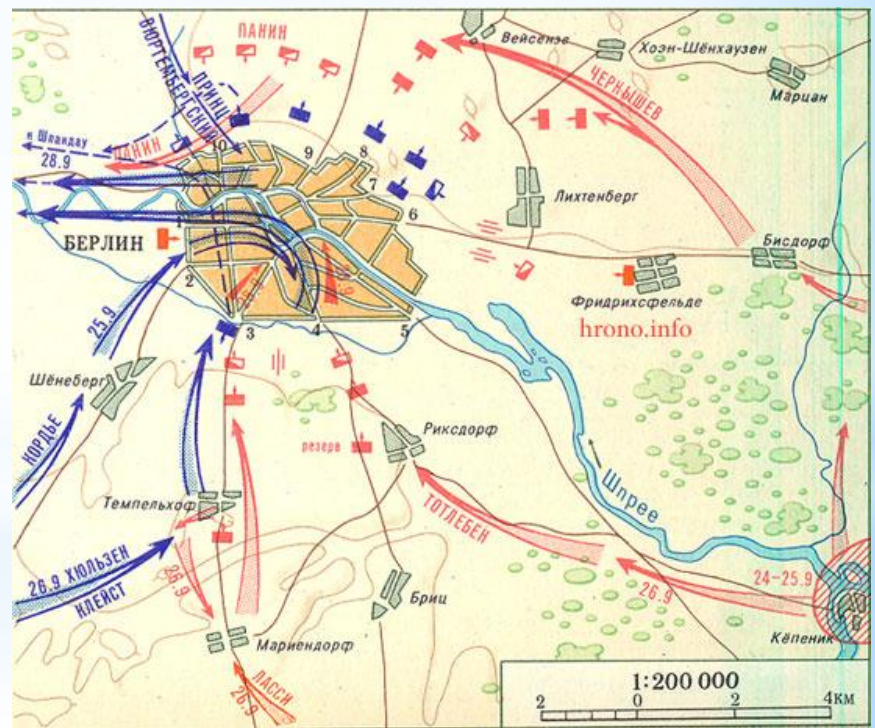 ПАНИН
Вейсензе
Хоэн-Шёнхаузен
Марцан
ВЮРТЕМБЕРГСКИЙ
ПРИНЦ
ЧЕРНЫШЕВ
к Шпандау
28.9
ПАНИН
10
9
8
7
6
Лихтенберг
1
БЕРЛИН
Бисдорф
2
Фридрихсфельде
hrono.info
25.9
3
4
5
Шёнеберг
КОРДЬЕ
резерв
Риксдорф
Темпельхоф
Шпрее
ТОТЛЕБЕН
26.9 ХЮЛЬЗЕН
КЛЕЙСТ
26.9
26.9
24–25.9
Бриц
Кёпеник
Мариендорф
ЛАССИ
26.9
1:200 000
2 0 2 4КМ